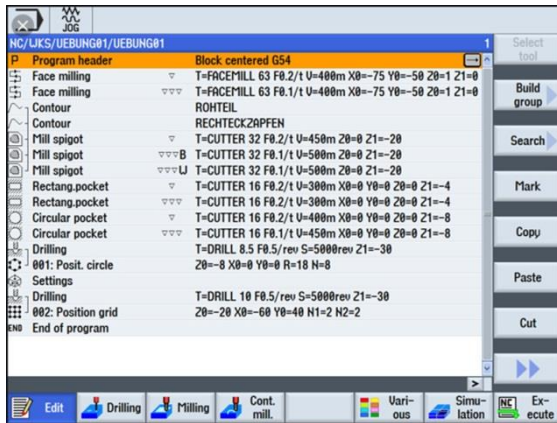 JOG
NC/WKS/UEBUNG01/UEBUNG01 1
P Program header Block centered G54
Face milling ▽ T=FACEMILL 63 F0.2/t V=400m X0=-75 Y0=-50 Z0=1 Z1=0
Face milling ▽▽▽ T=FACEMILL 63 F0.1/t V=400m X0=-75 Y0=-50 Z0=1 Z1=0
Contour ROHTEIL
Contour RECHTECKZAPFEN
Mill spigot ▽ T=CUTTER 32 F0.2/t V=450m Z0=0 Z1=-20
Mill spigot ▽▽▽B T=CUTTER 32 F0.1/t V=500m Z0=0 Z1=-20
Mill spigot ▽▽▽W T=CUTTER 32 F0.1/t V=500m Z0=0 Z1=-20
Rectang.pocket ▽ T=CUTTER 16 F0.2/t V=300m X0=0 Y0=0 Z0=0 Z1=-4
Rectang.pocket ▽▽▽ T=CUTTER 16 F0.2/t V=300m X0=0 Y0=0 Z0=0 Z1=-4
Circular pocket ▽ T=CUTTER 16 F0.2/t V=400m X0=0 Y0=0 Z0=0 Z1=-8
Circular pocket ▽▽▽ T=CUTTER 16 F0.1/t V=450m X0=0 Y0=0 Z0=0 Z1=-8
Drilling T=DRILL 8.5 F0.5/rev S=5000rev Z1=-30
001: Posit. circle Z0=-8 X0=0 Y0=0 R=18 N=8
Settings
Drilling T=DRILL 10 F0.5/rev S=5000rev Z1=-30
002: Position grid Z0=-20 X0=-60 Y0=40 N1=2 N2=2
END End of program
Select
tool
Build
group
Search
Mark
Copy
Paste
Cut
Edit
Drilling
Milling
Cont.
mill.
Vari-
ous
Simu-
lation
NC Ex-
ecute